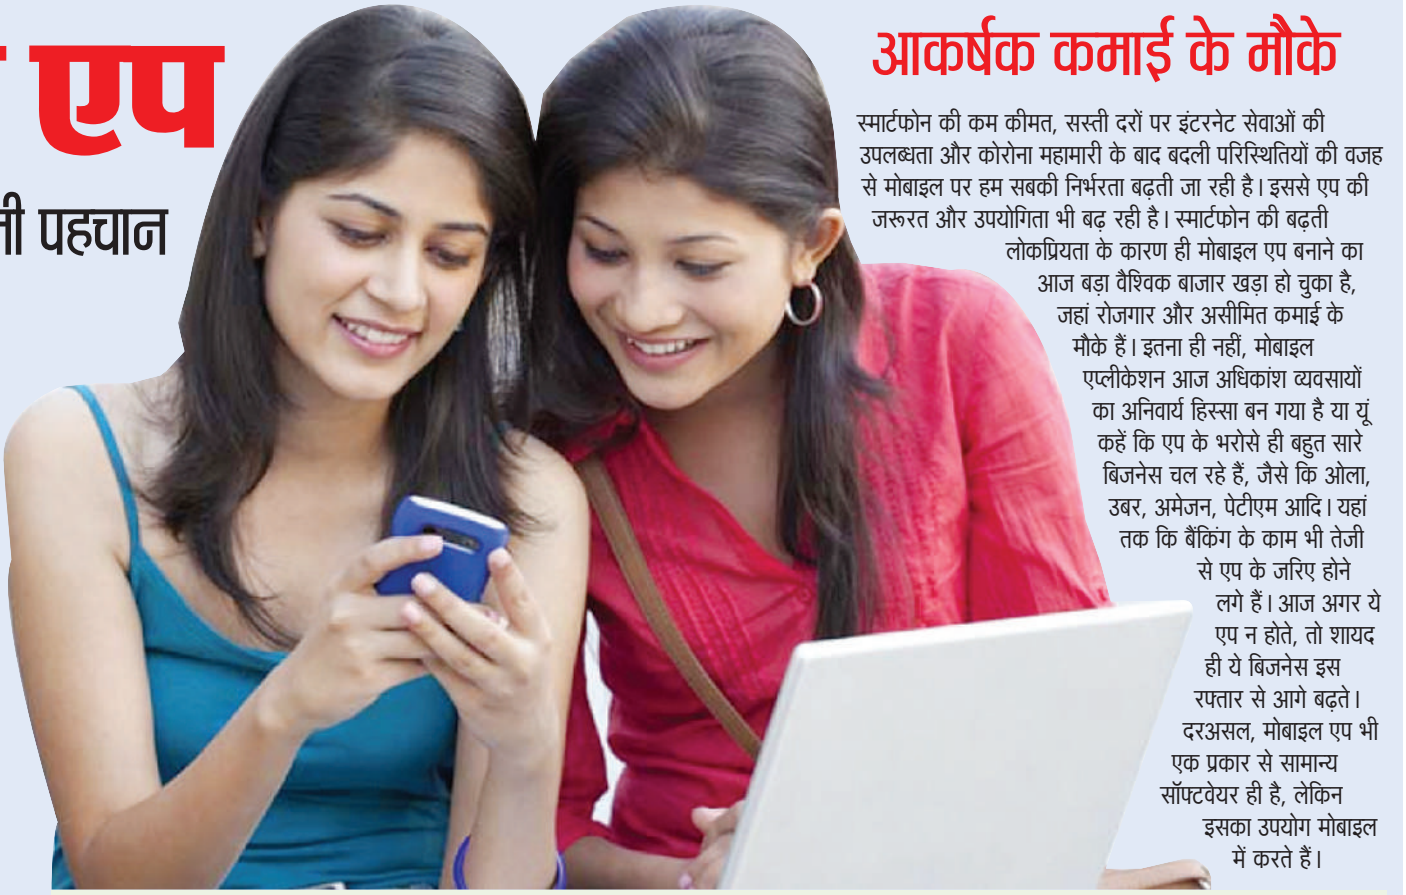 एप
पहचान
आकर्षक कमाई के मौके
स्मार्टफोन की कम कीमत, सस्ती दरों पर इंटरनेट सेवाओं की
उपलब्धता और कोरोना महामारी के बाद बदली परिस्थितियों की वजह
से मोबाइल पर हम सबकी निर्भरता बढ़ती जा रही है। इससे एप की
जरूरत और उपयोगिता भी बढ़ रही है। स्मार्टफोन की बढ़ती
लोकप्रियता के कारण ही मोबाइल एप बनाने का
आज बड़ा वैश्विक बाजार खड़ा हो चुका है,
जहां रोजगार और असीमित कमाई के
मौके हैं। इतना ही नहीं, मोबाइल
एप्लीकेशन आज अधिकांश व्यवसायों
का अनिवार्य हिस्सा बन गया है या यूं
कहें कि एप के भरोसे ही बहुत सारे
बिजनेस चल रहे हैं, जैसे कि ओला,
उबर, अमेजन, पेटीएम आदि। यहां
तक कि बैंकिंग के काम भी तेजी
से एप के जरिए होने
लगे हैं। आज अगर ये
एप न होते, तो शायद
ही ये बिजनेस इस
रफ्तार से आगे बढ़ते।
दरअसल, मोबाइल एप भी
एक प्रकार से सामान्य
सॉफ्टवेयर ही है, लेकिन
इसका उपयोग मोबाइल
में करते हैं।